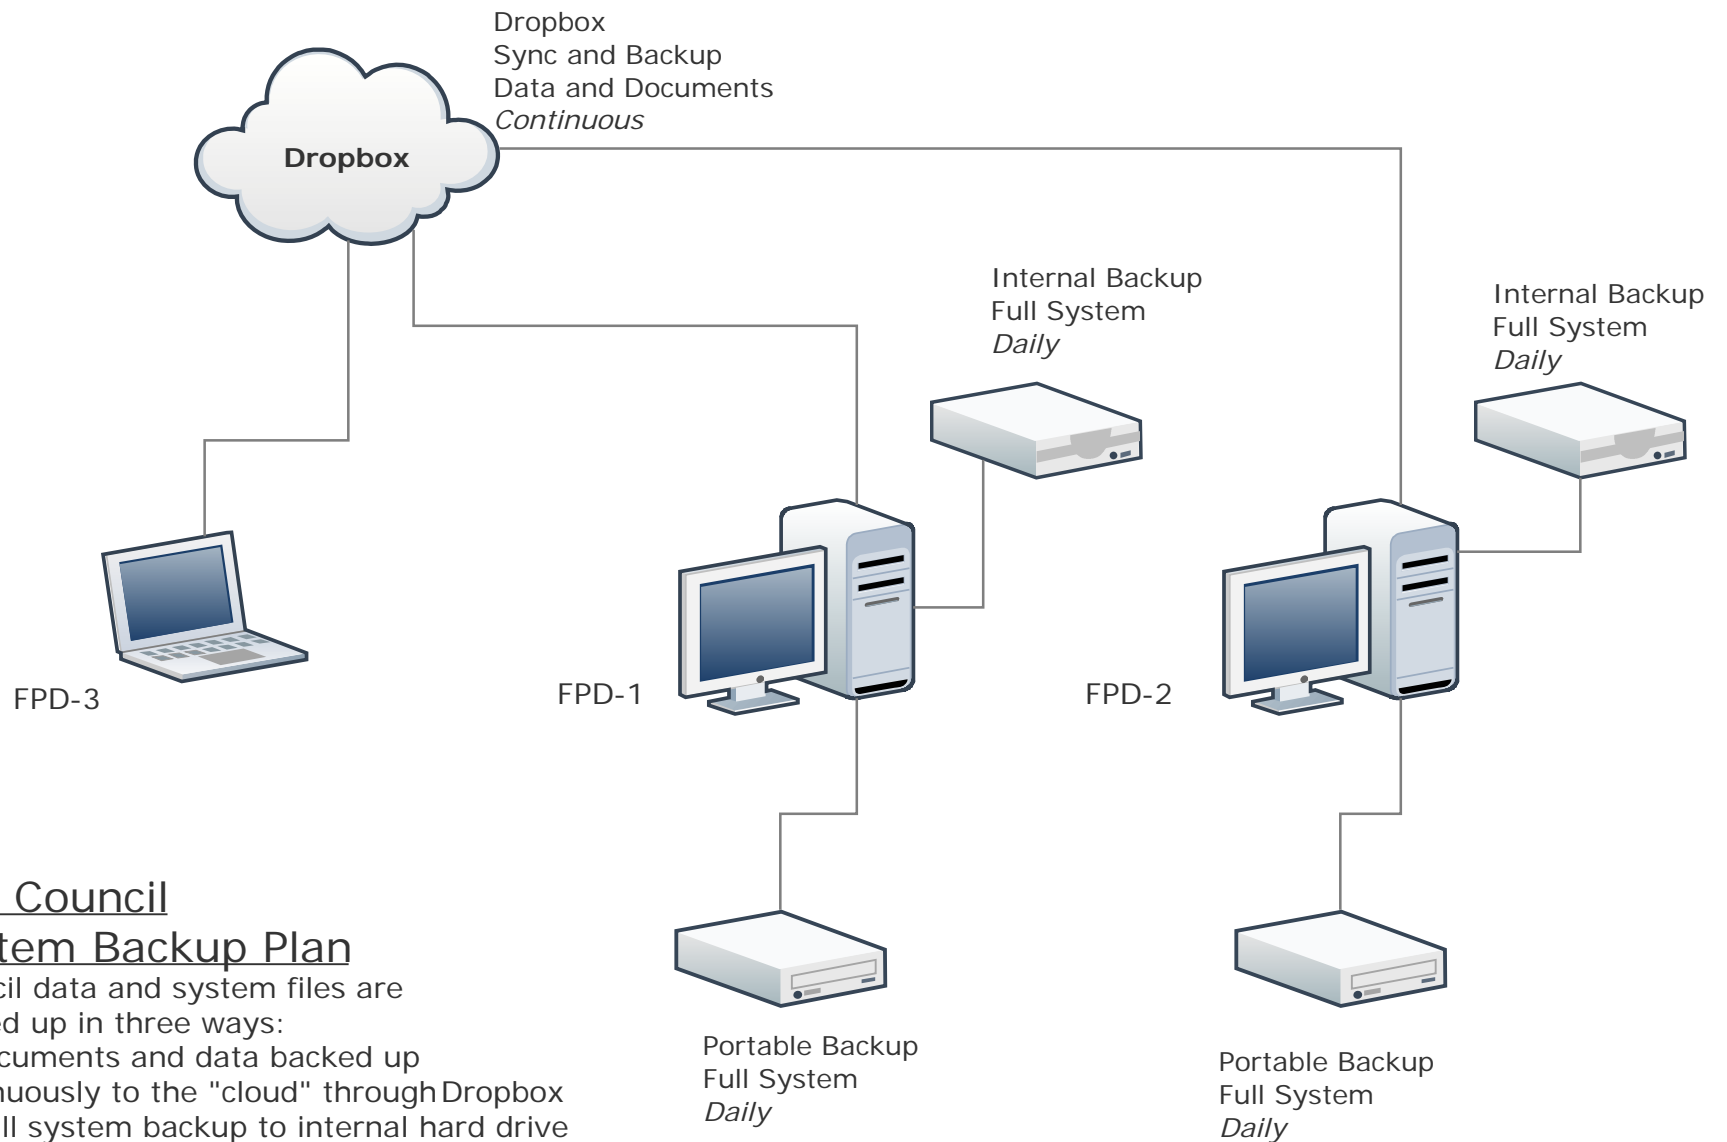 Dropbox
Sync and Backup
Data and Documents
Continuous
Dropbox
Internal Backup
Full System
Daily
Internal Backup
Full System
Daily
FPD-3
FPD-1
FPD-2
Council
tem Backup Plan
cil data and system files are
ed up in three ways:
cuments and data backed up
nuously to the "cloud" through Dropbox
ll system backup to internal hard drive
Portable Backup
Full System
Daily
Portable Backup
Full System
Daily